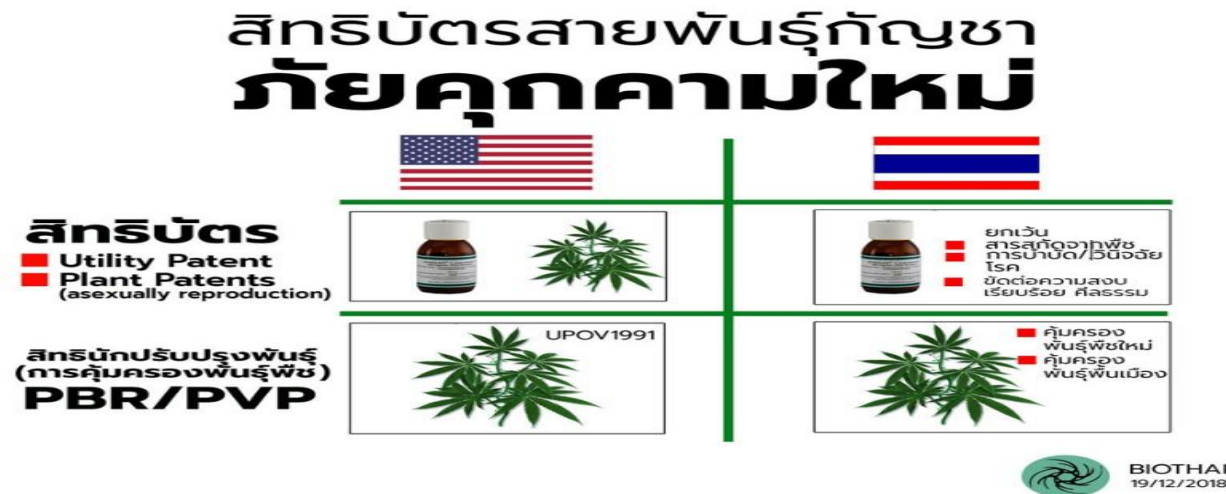 สิทธิบัตรสายพันธุ์กัญชา
ภัยคุกคามใหม่
สิทธิบัตร
Utility Patent
Plant Patents
(asexually reproduction)
ยกเว้น
สารสกัดจากพืช
การบำบัด/วินิจฉัย
โรค
ขัดต่อความสงบ
เรียบร้อย ศีลธรรม
สิทธินักปรับปรุงพันธุ์
(การคุ้มครองพันธุ์พืช)
PBR/PVP
UPOV1991
คุ้มครอง
พันธุ์พืชใหม่
คุ้มครอง
พันธุ์พื้นเมือง
BIOTHAI
19/12/2018